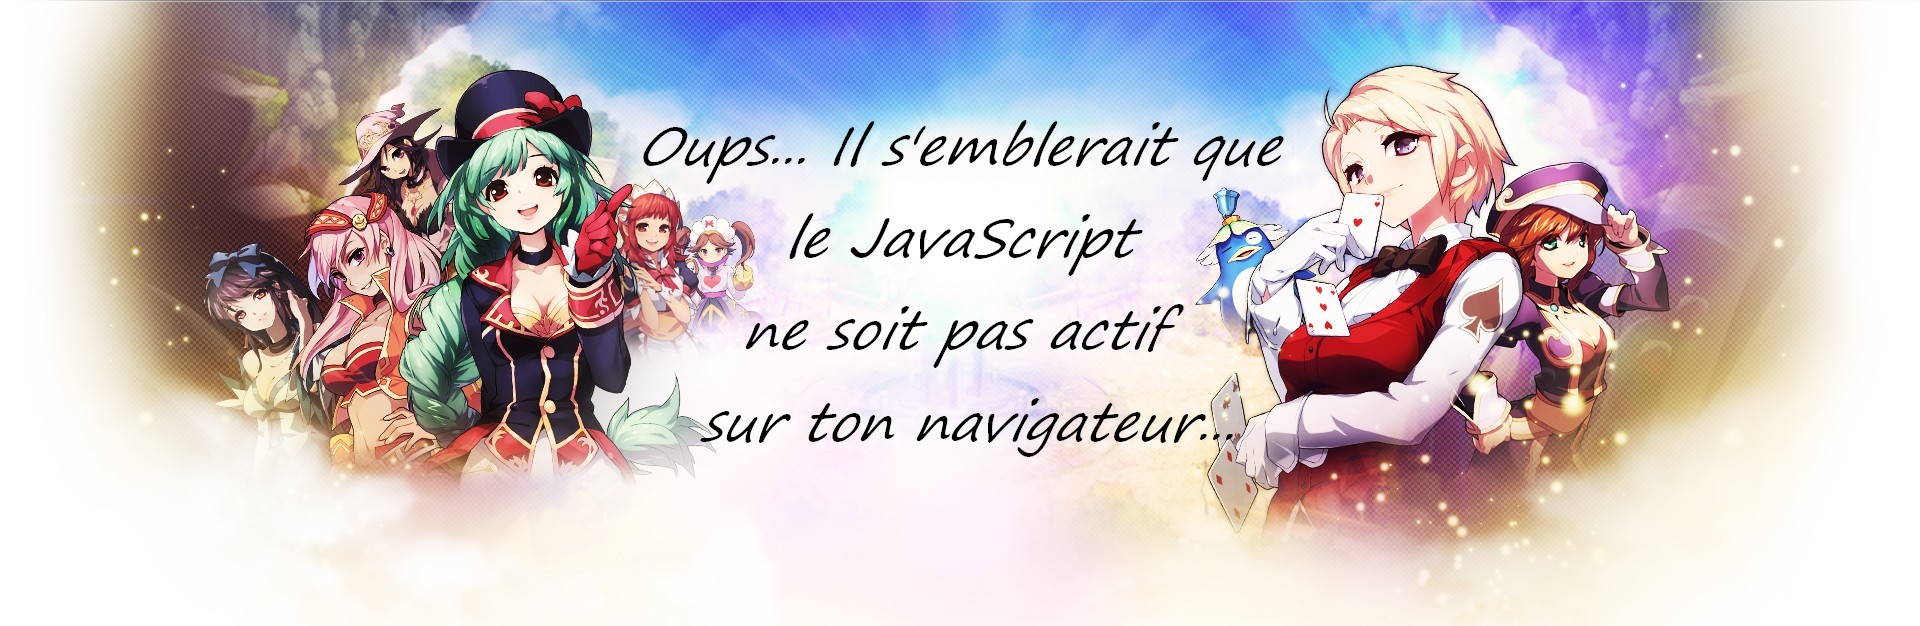 Oups... Il s'emblerait que
le JavaScript
ne soit pas actif
sur ton navigateur...